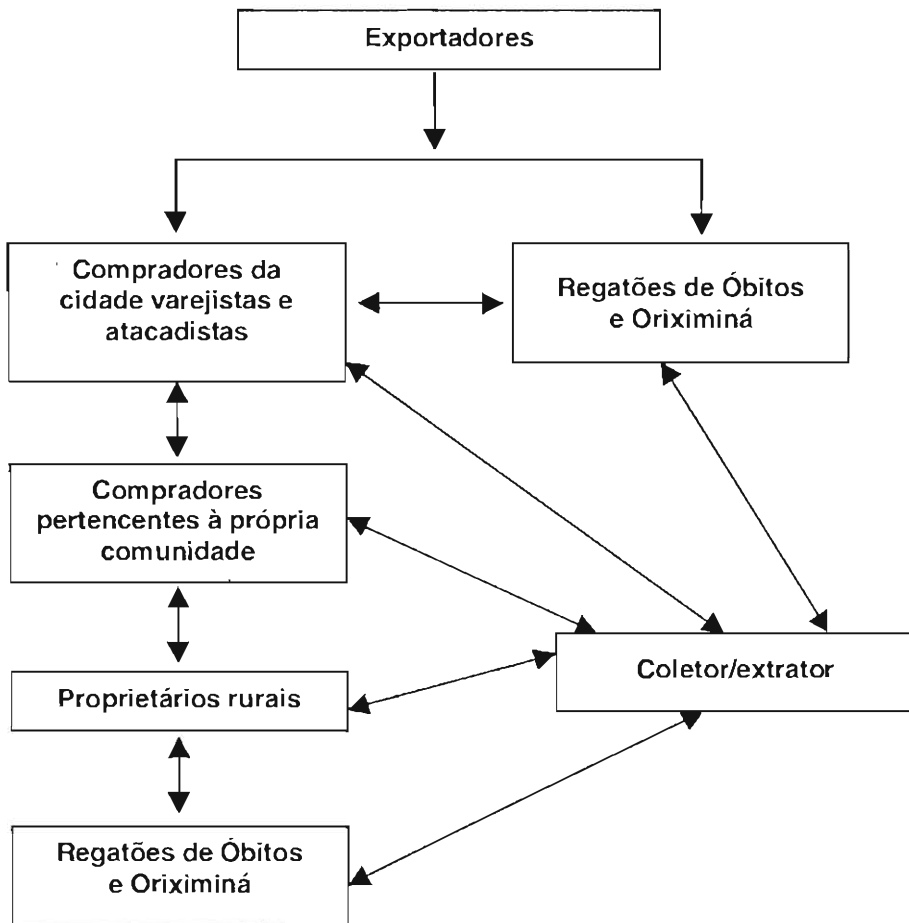 Exportadores
Compradores da
cidade varejistas e
atacadistas
Regatões de Óbitos
e Oriximiná
Compradores
pertencentes à própria
comunidade
Coletor/extrator
Proprietários rurais
Regatões de Óbitos
e Oriximiná